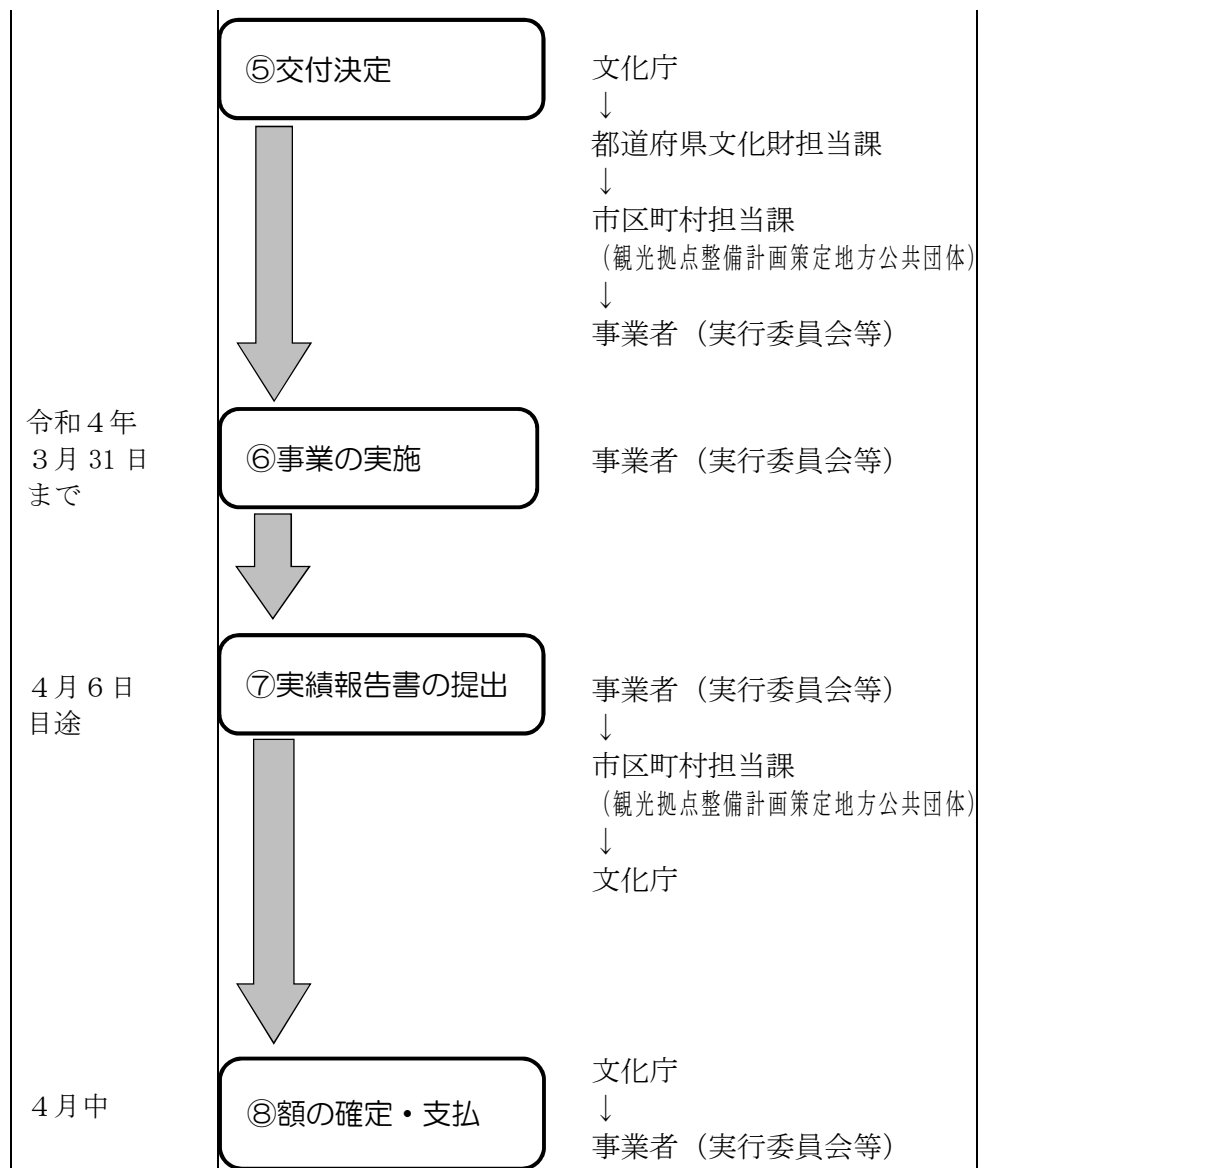 ⑤交付決定
文化庁
↓
都道府県文化財担当課
↓
市区町村担当課
（観光拠点整備計画策定地方公共団体）
↓
事業者（実行委員会等）
令和４年
３月 31 日
まで
⑥事業の実施
事業者（実行委員会等）
４月６日
目途
⑦実績報告書の提出
事業者（実行委員会等）
↓
市区町村担当課
（観光拠点整備計画策定地方公共団体）
↓
文化庁
４月中
⑧額の確定・支払
文化庁
↓
事業者（実行委員会等）